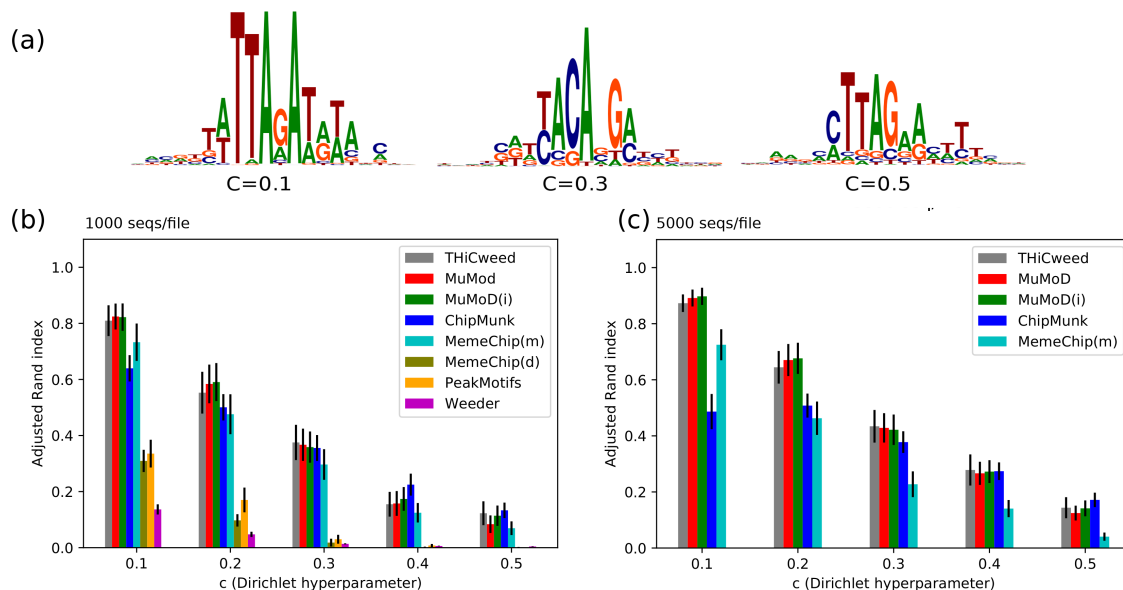 (a)
C=0.1
C=0.3
C=0.5
(b)
1000 seqs/file
Adjusted Rand index
1.0
0.8
0.6
0.4
0.2
0.0
THiCweed
MuMod
MuMoD(i)
ChipMunk
MemeChip(m)
MemeChip(d)
PeakMotifs
Weeder
0.1
0.2
0.3
0.4
0.5
c (Dirichlet hyperparameter)
(c)
5000 seqs/file
Adjusted Rand index
1.0
0.8
0.6
0.4
0.2
0.0
THiCweed
MuMoD
MuMoD(i)
ChipMunk
MemeChip(m)
0.1
0.2
0.3
0.4
0.5
c (Dirichlet hyperparameter)